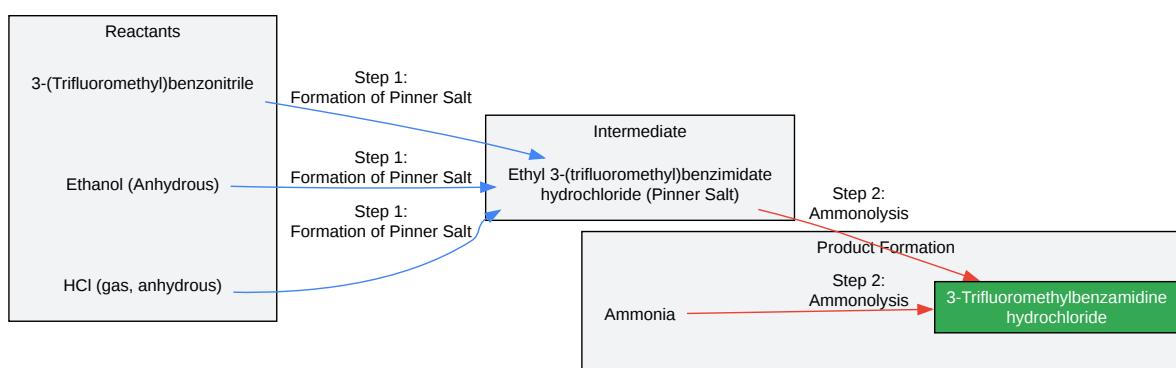 Reactants
3-(Trifluoromethyl)benzonitrile
Step 1:
Formation of Pinner Salt
Ethanol (Anhydrous)
Step 1:
Formation of Pinner Salt
HCl (gas, anhydrous)
Step 1:
Formation of Pinner Salt
Intermediate
Ethyl 3-(trifluoromethyl)benzimidate
hydrochloride (Pinner Salt)
Step 2:
Ammonolysis
Product Formation
Ammonia
Step 2:
Ammonolysis
3-Trifluoromethylbenzamidine
hydrochloride